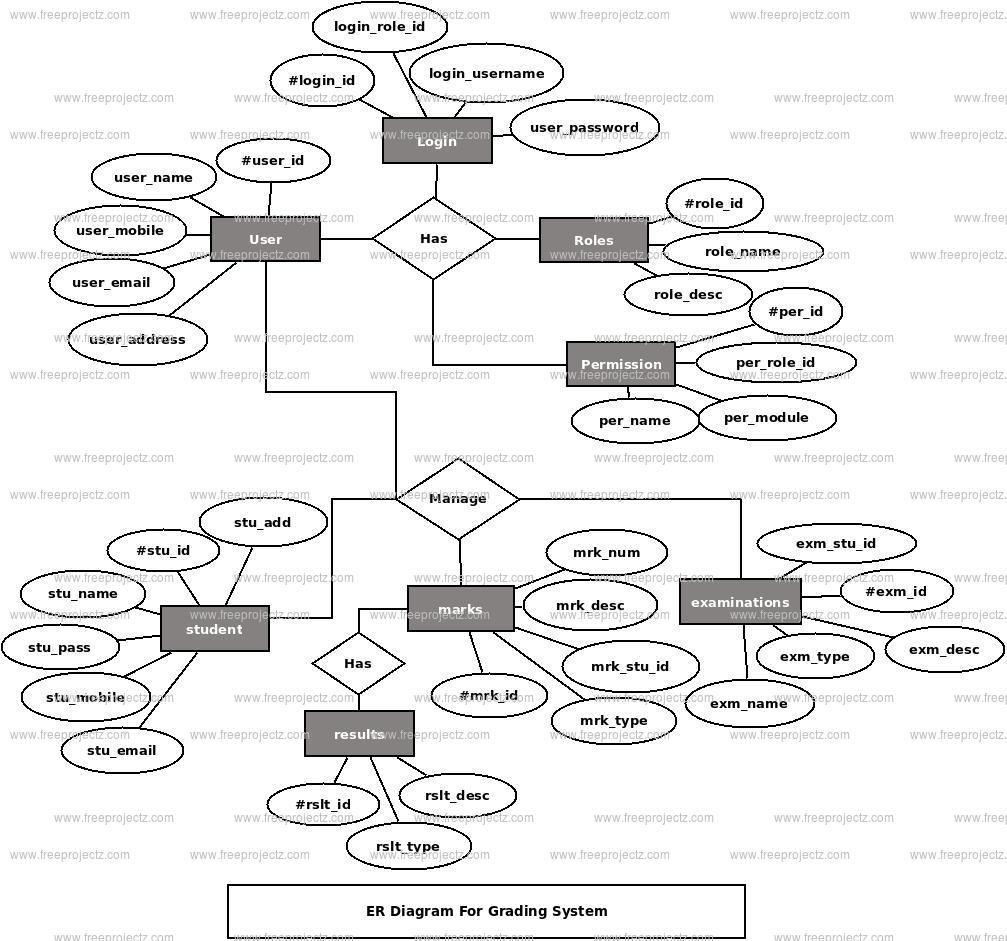 login_role_id
#login_id
login_username
user_password
Login
#user_id
user_name
user_mobile
user_email
user_address
User
Has
Roles
#role_id
role_name
role_desc
Permission
#per_id
per_role_id
per_module
per_name
Manage
stu_add
#stu_id
stu_name
stu_pass
stu_mobile
stu_email
student
marks
mrk_num
mrk_desc
mrk_stu_id
mrk_type
#mrk_id
examinations
exm_stu_id
#exm_id
exm_desc
exm_type
exm_name
Has
results
#rslt_id
rslt_desc
rslt_type
ER Diagram For Grading System
www.freeprojectz.com